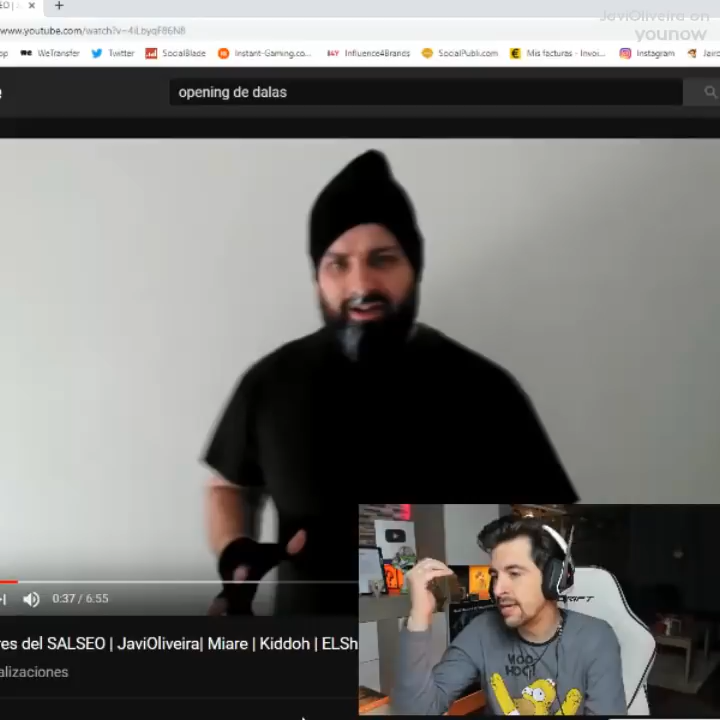 JaviOliveira on
younow
www.youtube.com/watch?v=4iLbyqF86N8
WeTransfer Twitter SocialBlade Instant-Gaming.co... Influence4Brands SocialPubli.com Mis facturas - Invoi... Instagram
opening de dalas
0:37 / 6:55
res del SALSEO | JaviOliveira| Miare | Kiddoh | ELSh
alizaciones
DRIFT